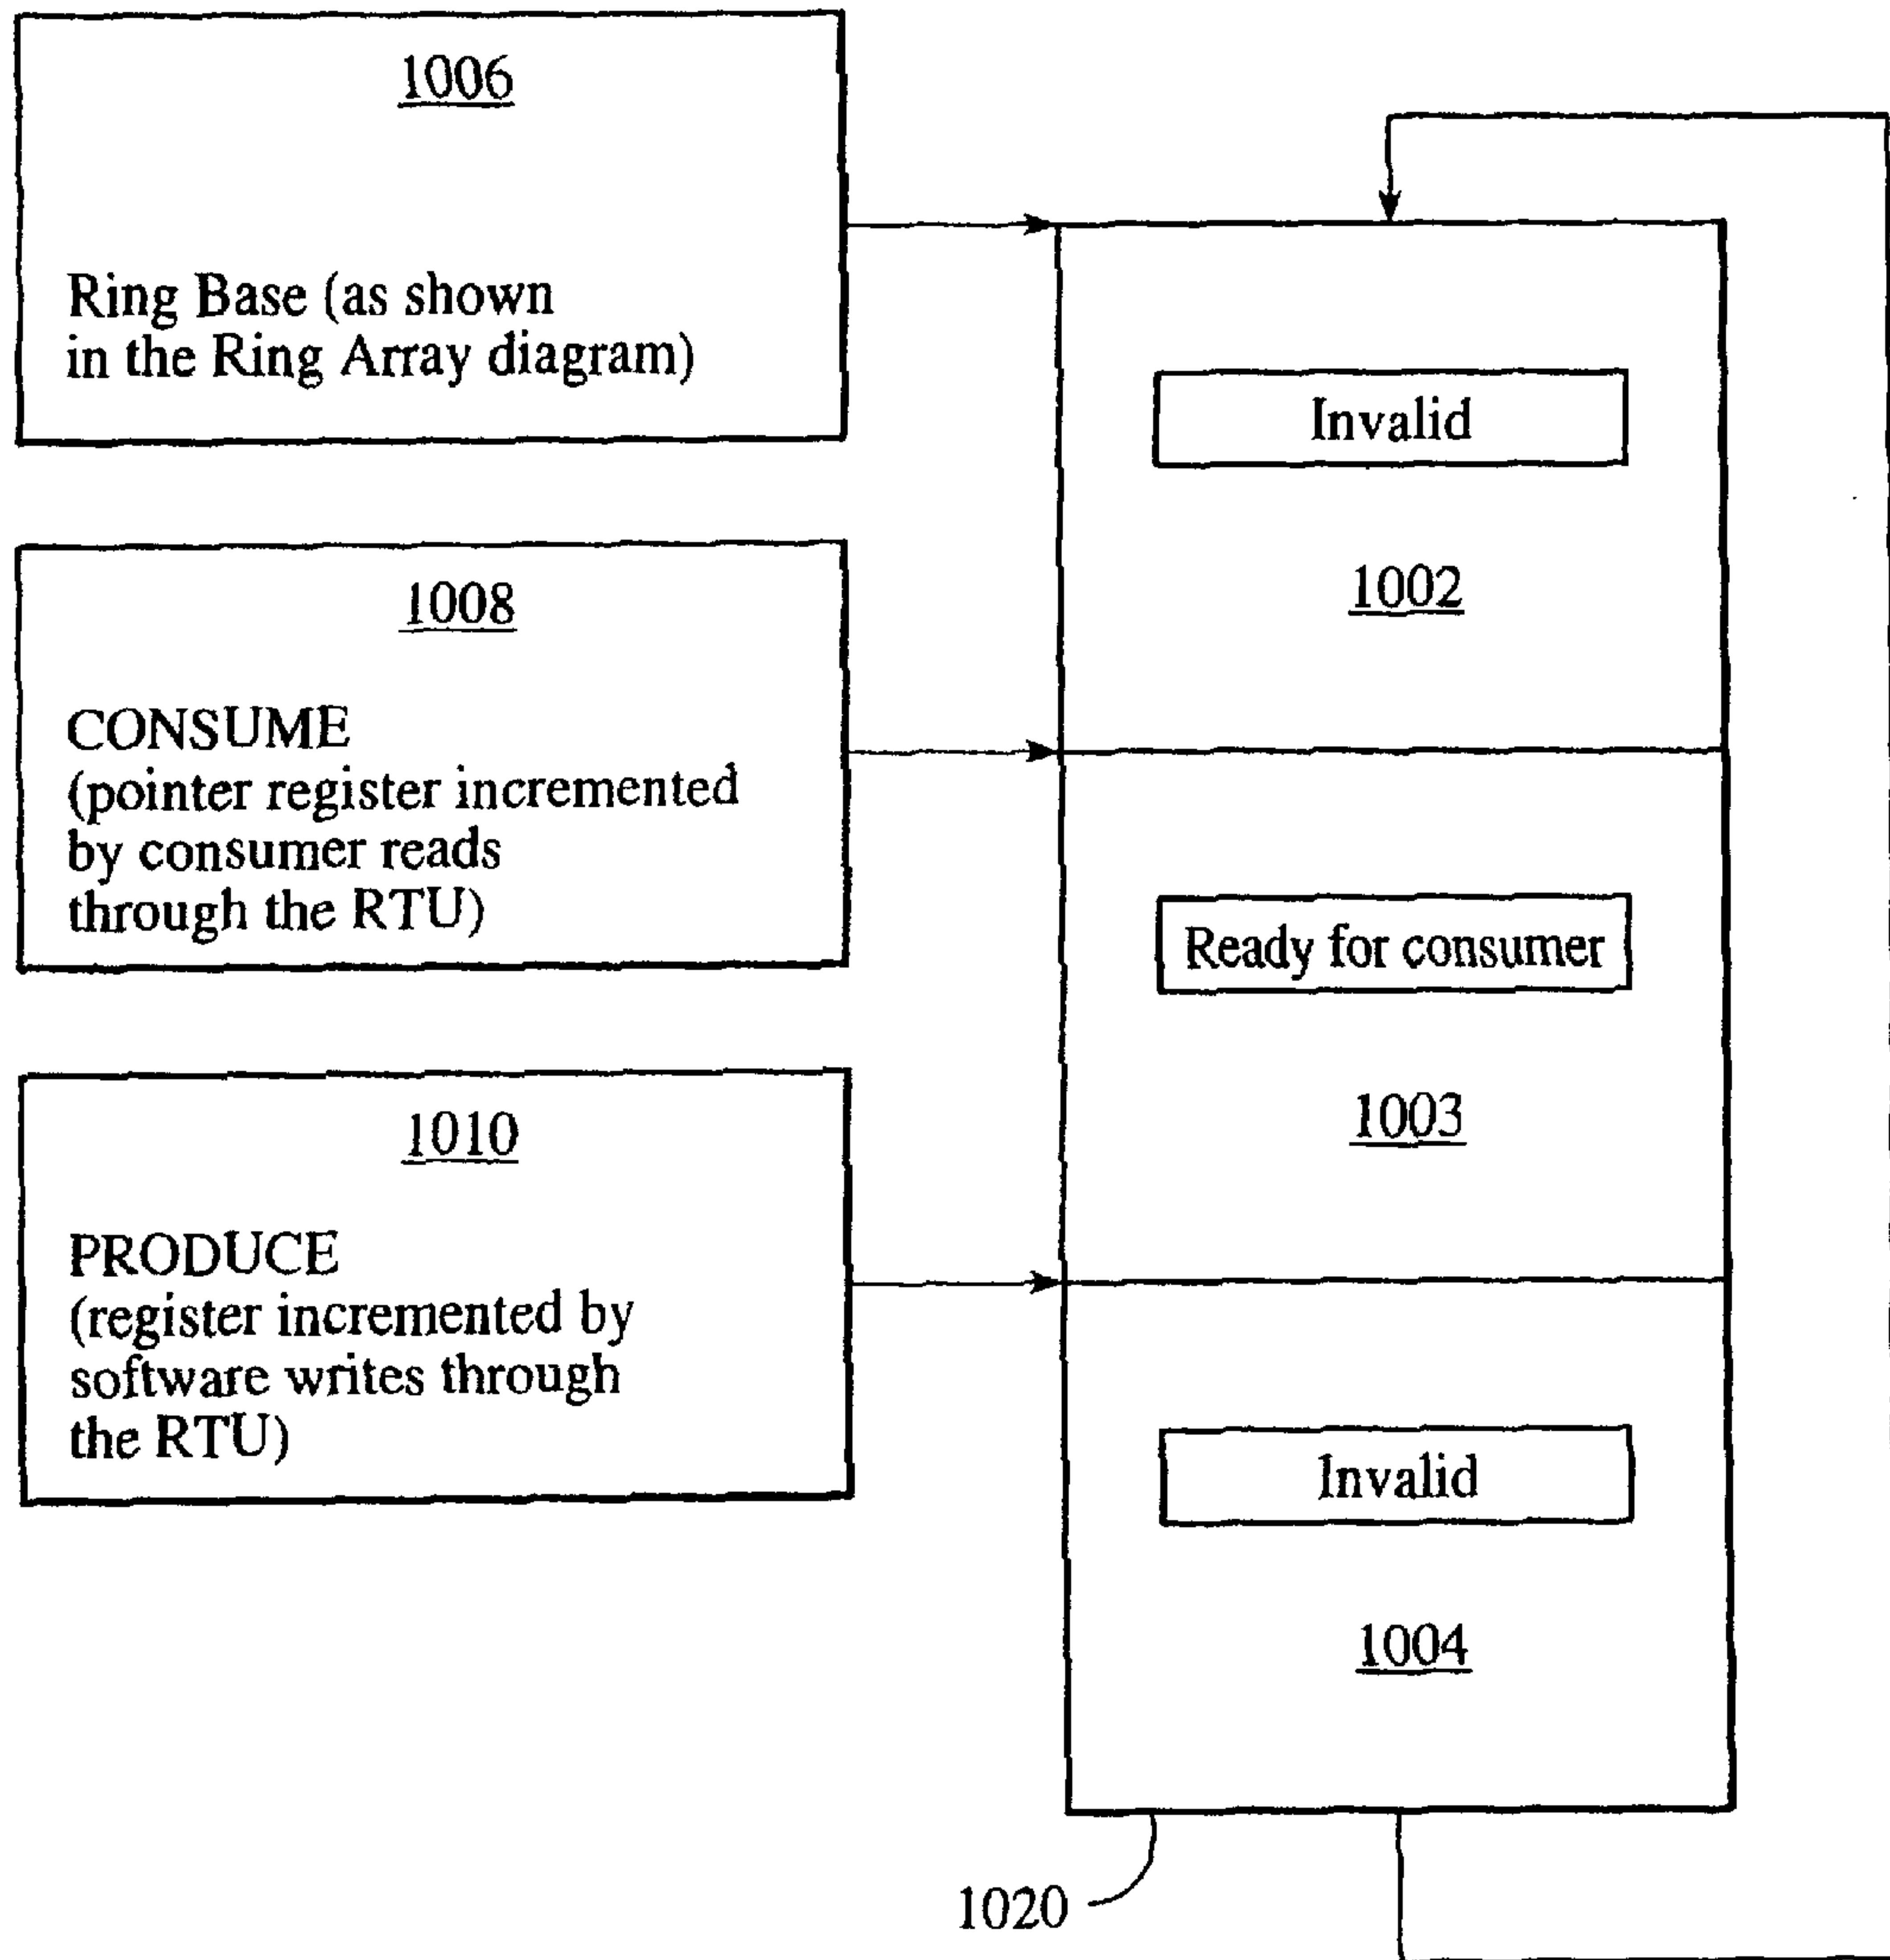 1006
Ring Base (as shown
in the Ring Array diagram)
1008
CONSUME
(pointer register incremented
by consumer reads
through the RTU)
1010
PRODUCE
(register incremented by
software writes through
the RTU)
Invalid
1002
Ready for consumer
1003
Invalid
1004
1020